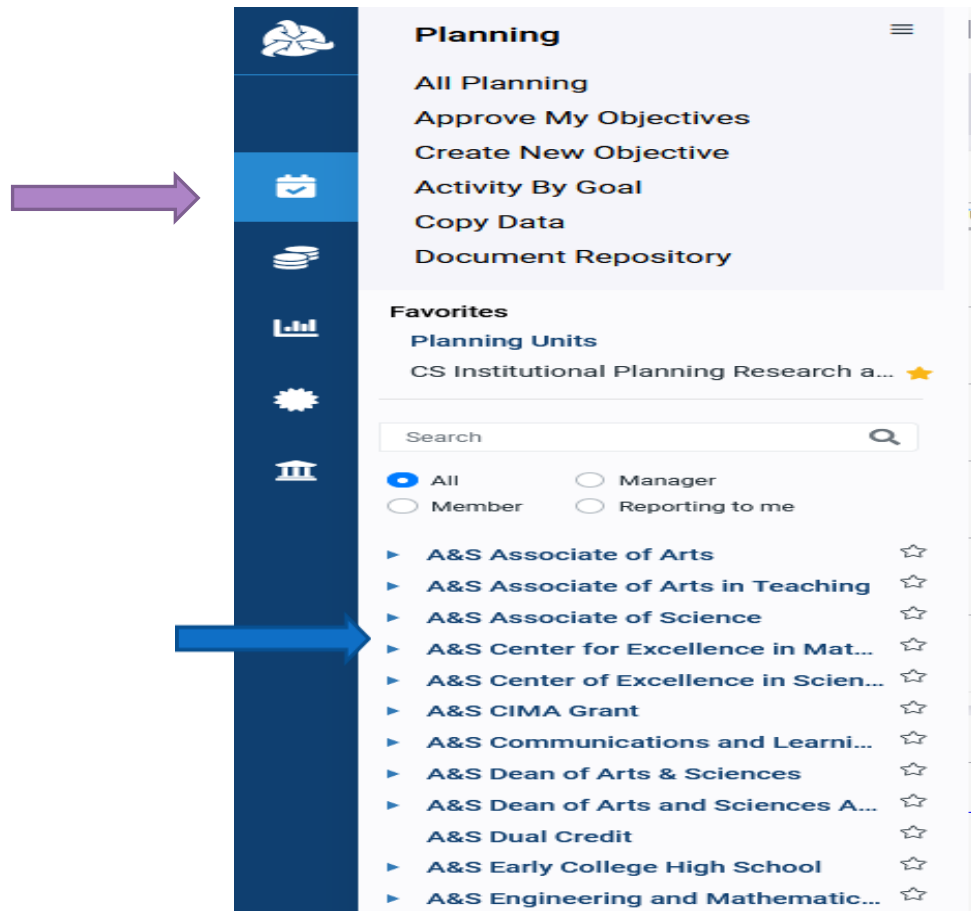 Planning
All Planning
Approve My Objectives
Create New Objective
Activity By Goal
Copy Data
Document Repository
Favorites
Planning Units
CS Institutional Planning Research a...
Search
All
Manager
Member
Reporting to me
A&S Associate of Arts
A&S Associate of Arts in Teaching
A&S Associate of Science
A&S Center for Excellence in Mat...
A&S Center of Excellence in Scien...
A&S CIMA Grant
A&S Communications and Learni...
A&S Dean of Arts & Sciences
A&S Dean of Arts and Sciences A...
A&S Dual Credit
A&S Early College High School
A&S Engineering and Mathematic...